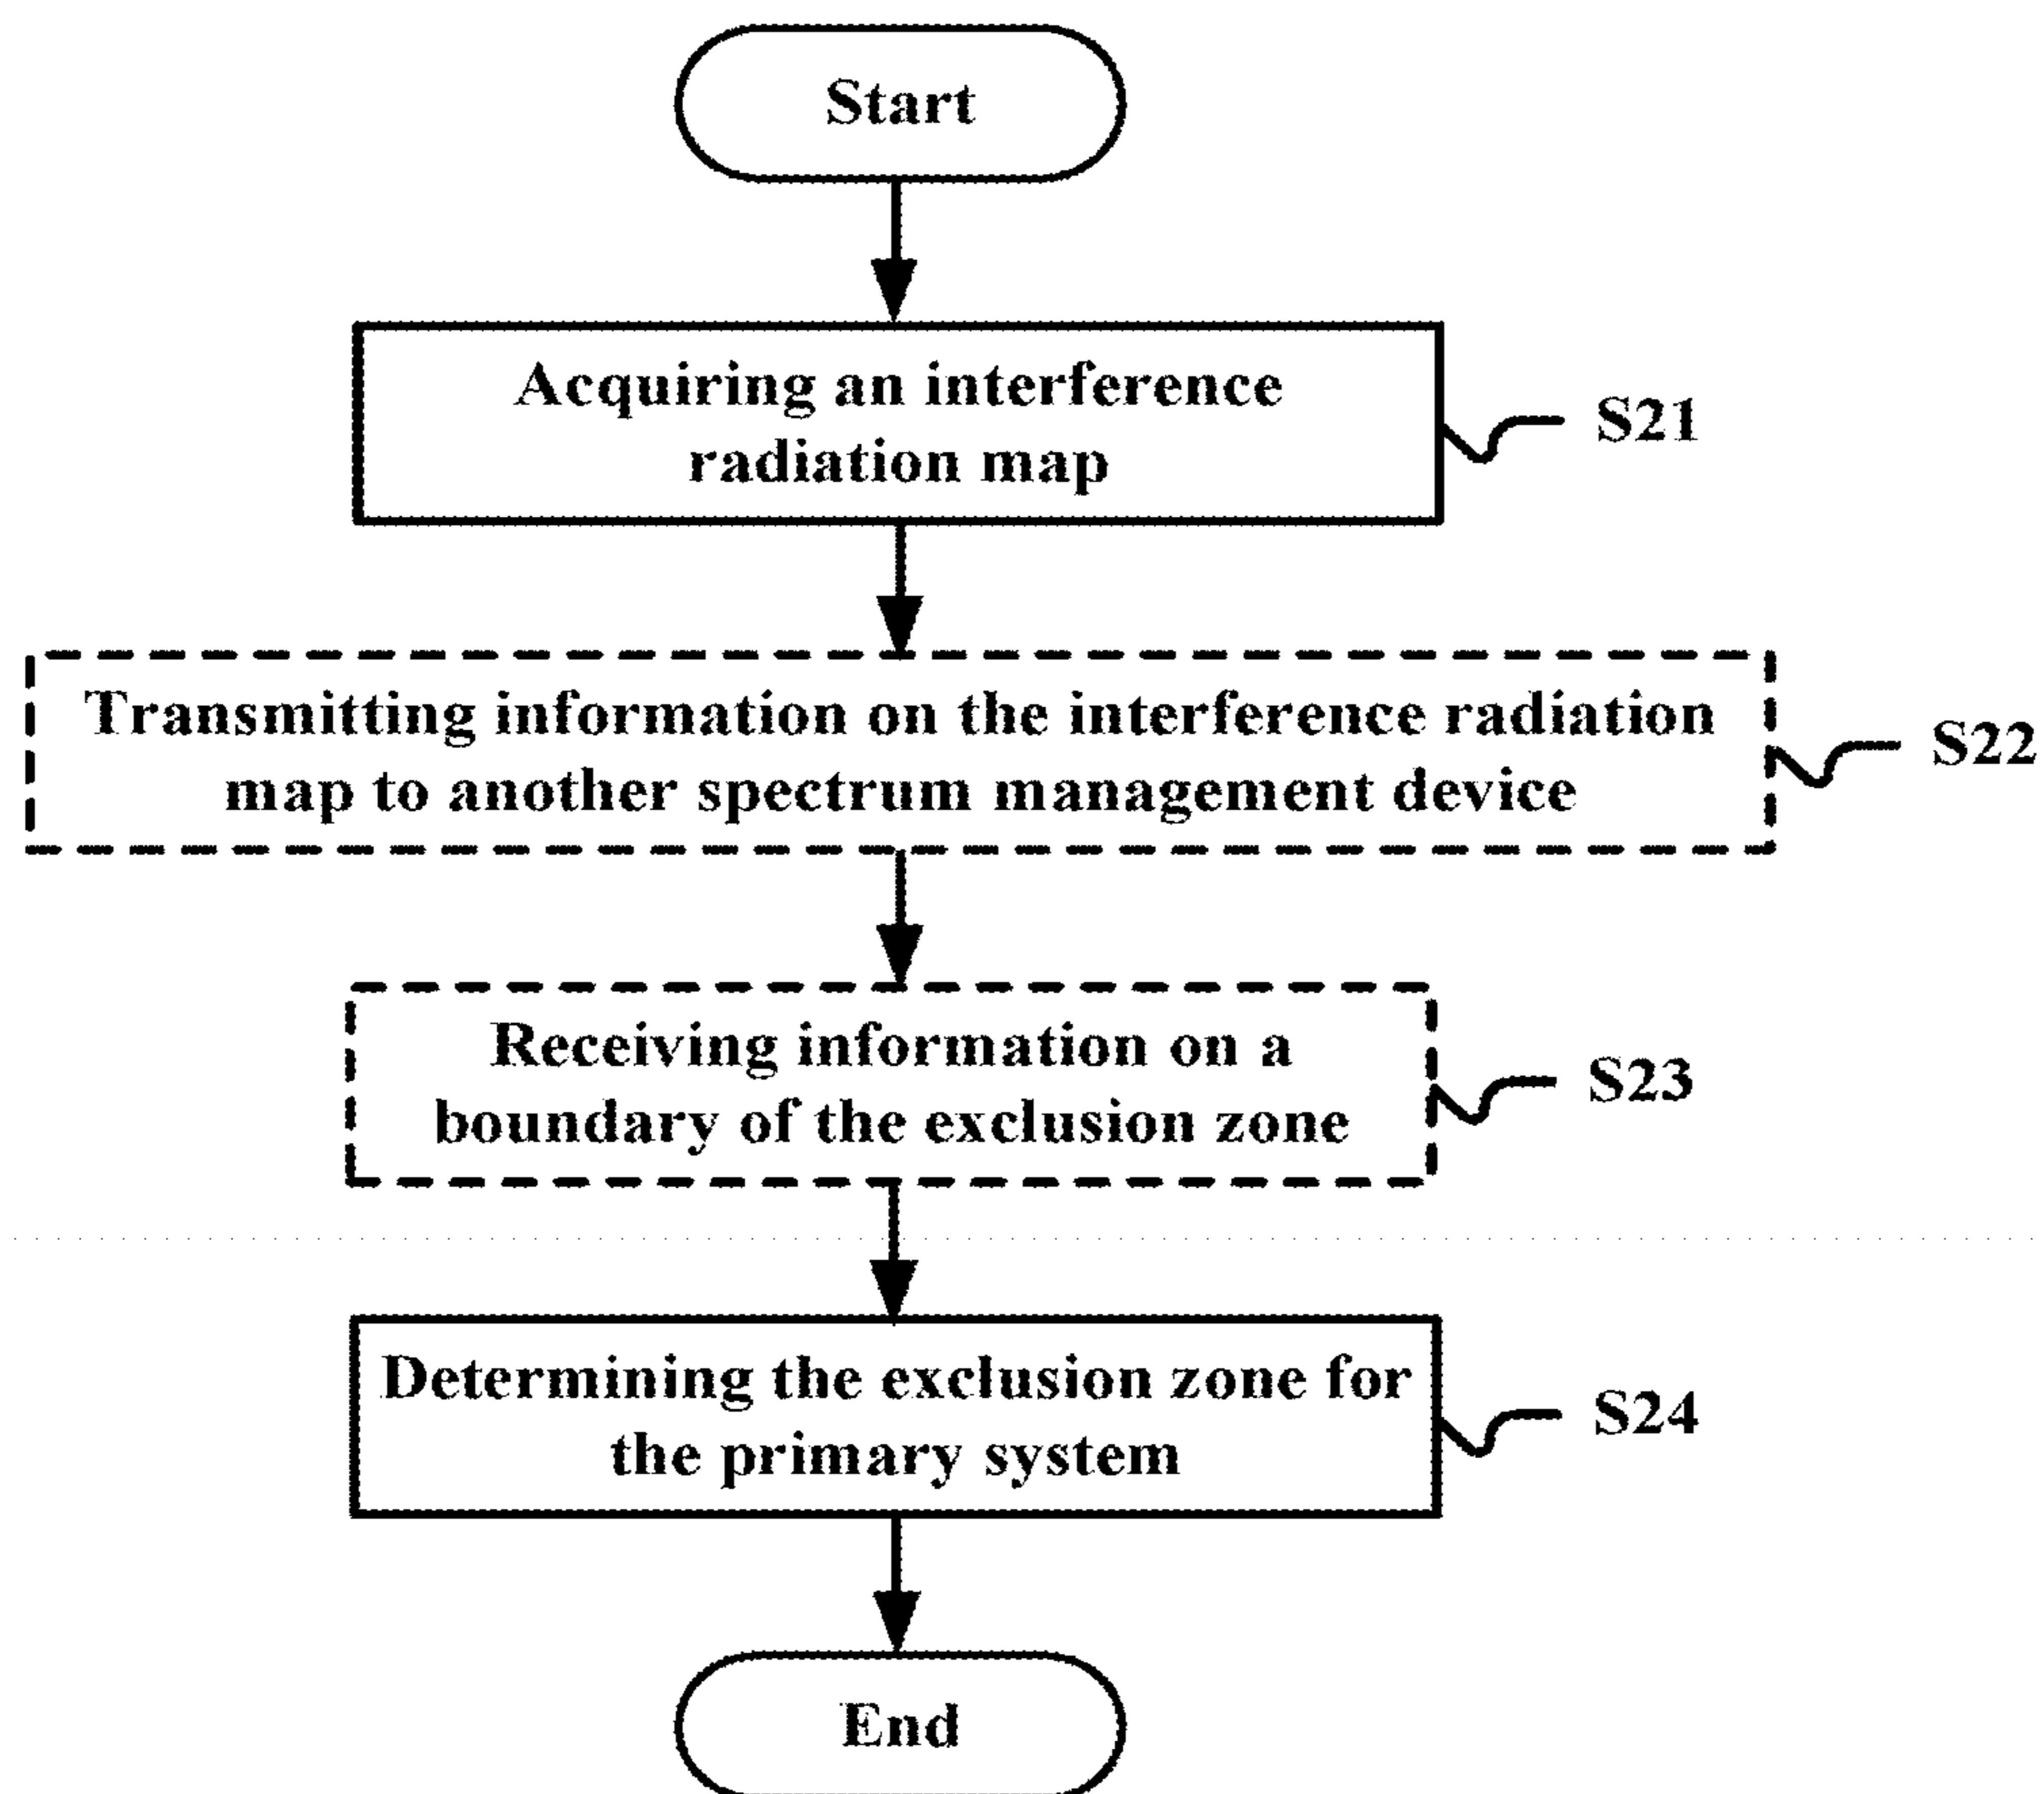 Start
Acquiring an interference
radiation map
S21
Transmitting information on the interference radiation
map to another spectrum management device
S22
Receiving information on a
boundary of the exclusion zone
S23
Determining the exclusion zone for
the primary system
S24
End